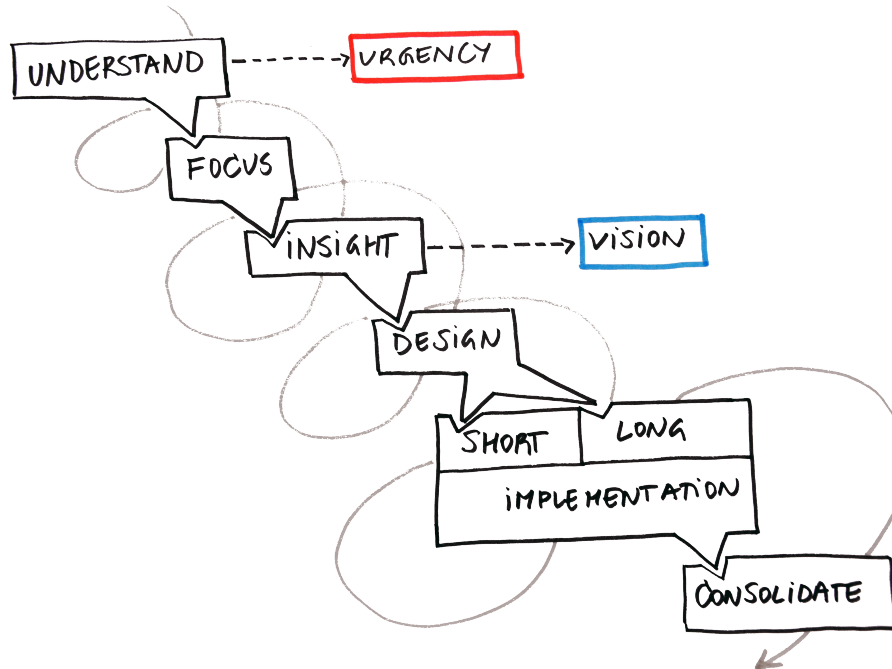 UNDERSTAND
URGENCY
FOCUS
INSIGHT
VISION
DESIGN
SHORT
LONG
IMPLEMENTATION
CONSOLIDATE